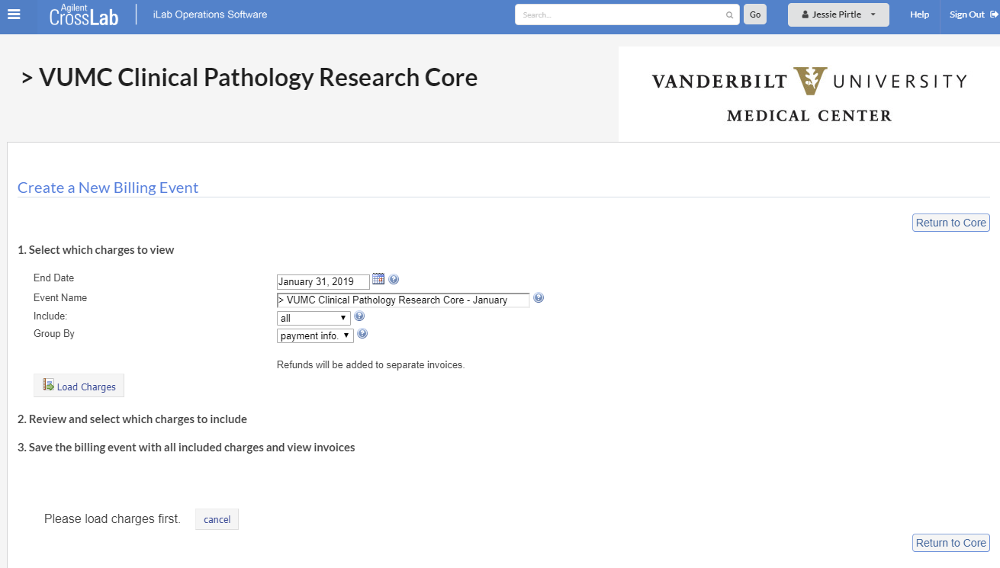 Agilent
CrossLab
iLab Operations Software
Search...
Go
Jessie Pirtle
Help
Sign Out
> VUMC Clinical Pathology Research Core
VANDERBILT V UNIVERSITY
MEDICAL CENTER
Create a New Billing Event
Return to Core
1. Select which charges to view
End Date
January 31, 2019
Event Name
> VUMC Clinical Pathology Research Core - January
Include:
all
Group By
payment info.
Refunds will be added to separate invoices.
Load Charges
2. Review and select which charges to include
3. Save the billing event with all included charges and view invoices
Please load charges first.
cancel
Return to Core